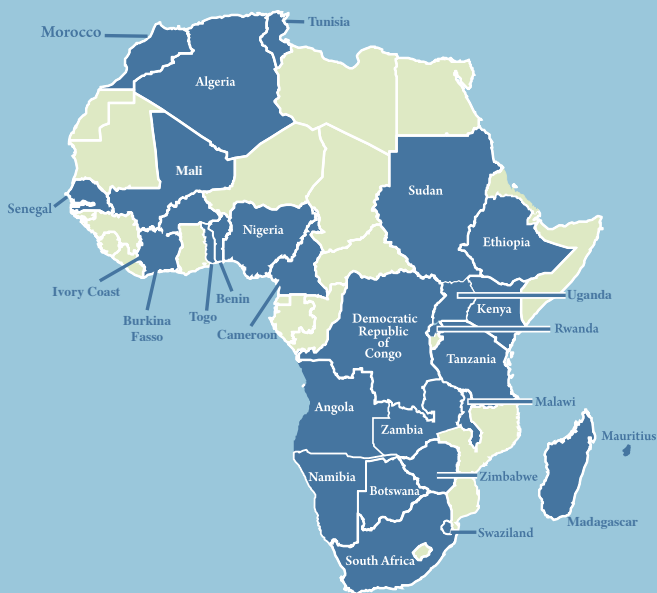 Tunisia
Morocco
Algeria
Mali
Sudan
Senegal
Nigeria
Ethiopia
Ivory Coast
Benin
Uganda
Kenya
Togo
Burkina
Fasso
Cameroon
Democratic
Republic
of
Congo
Rwanda
Tanzania
Angola
Malawi
Zambia
Mauritius
Namibia
Zimbabwe
Botswana
Madagascar
Swaziland
South Africa